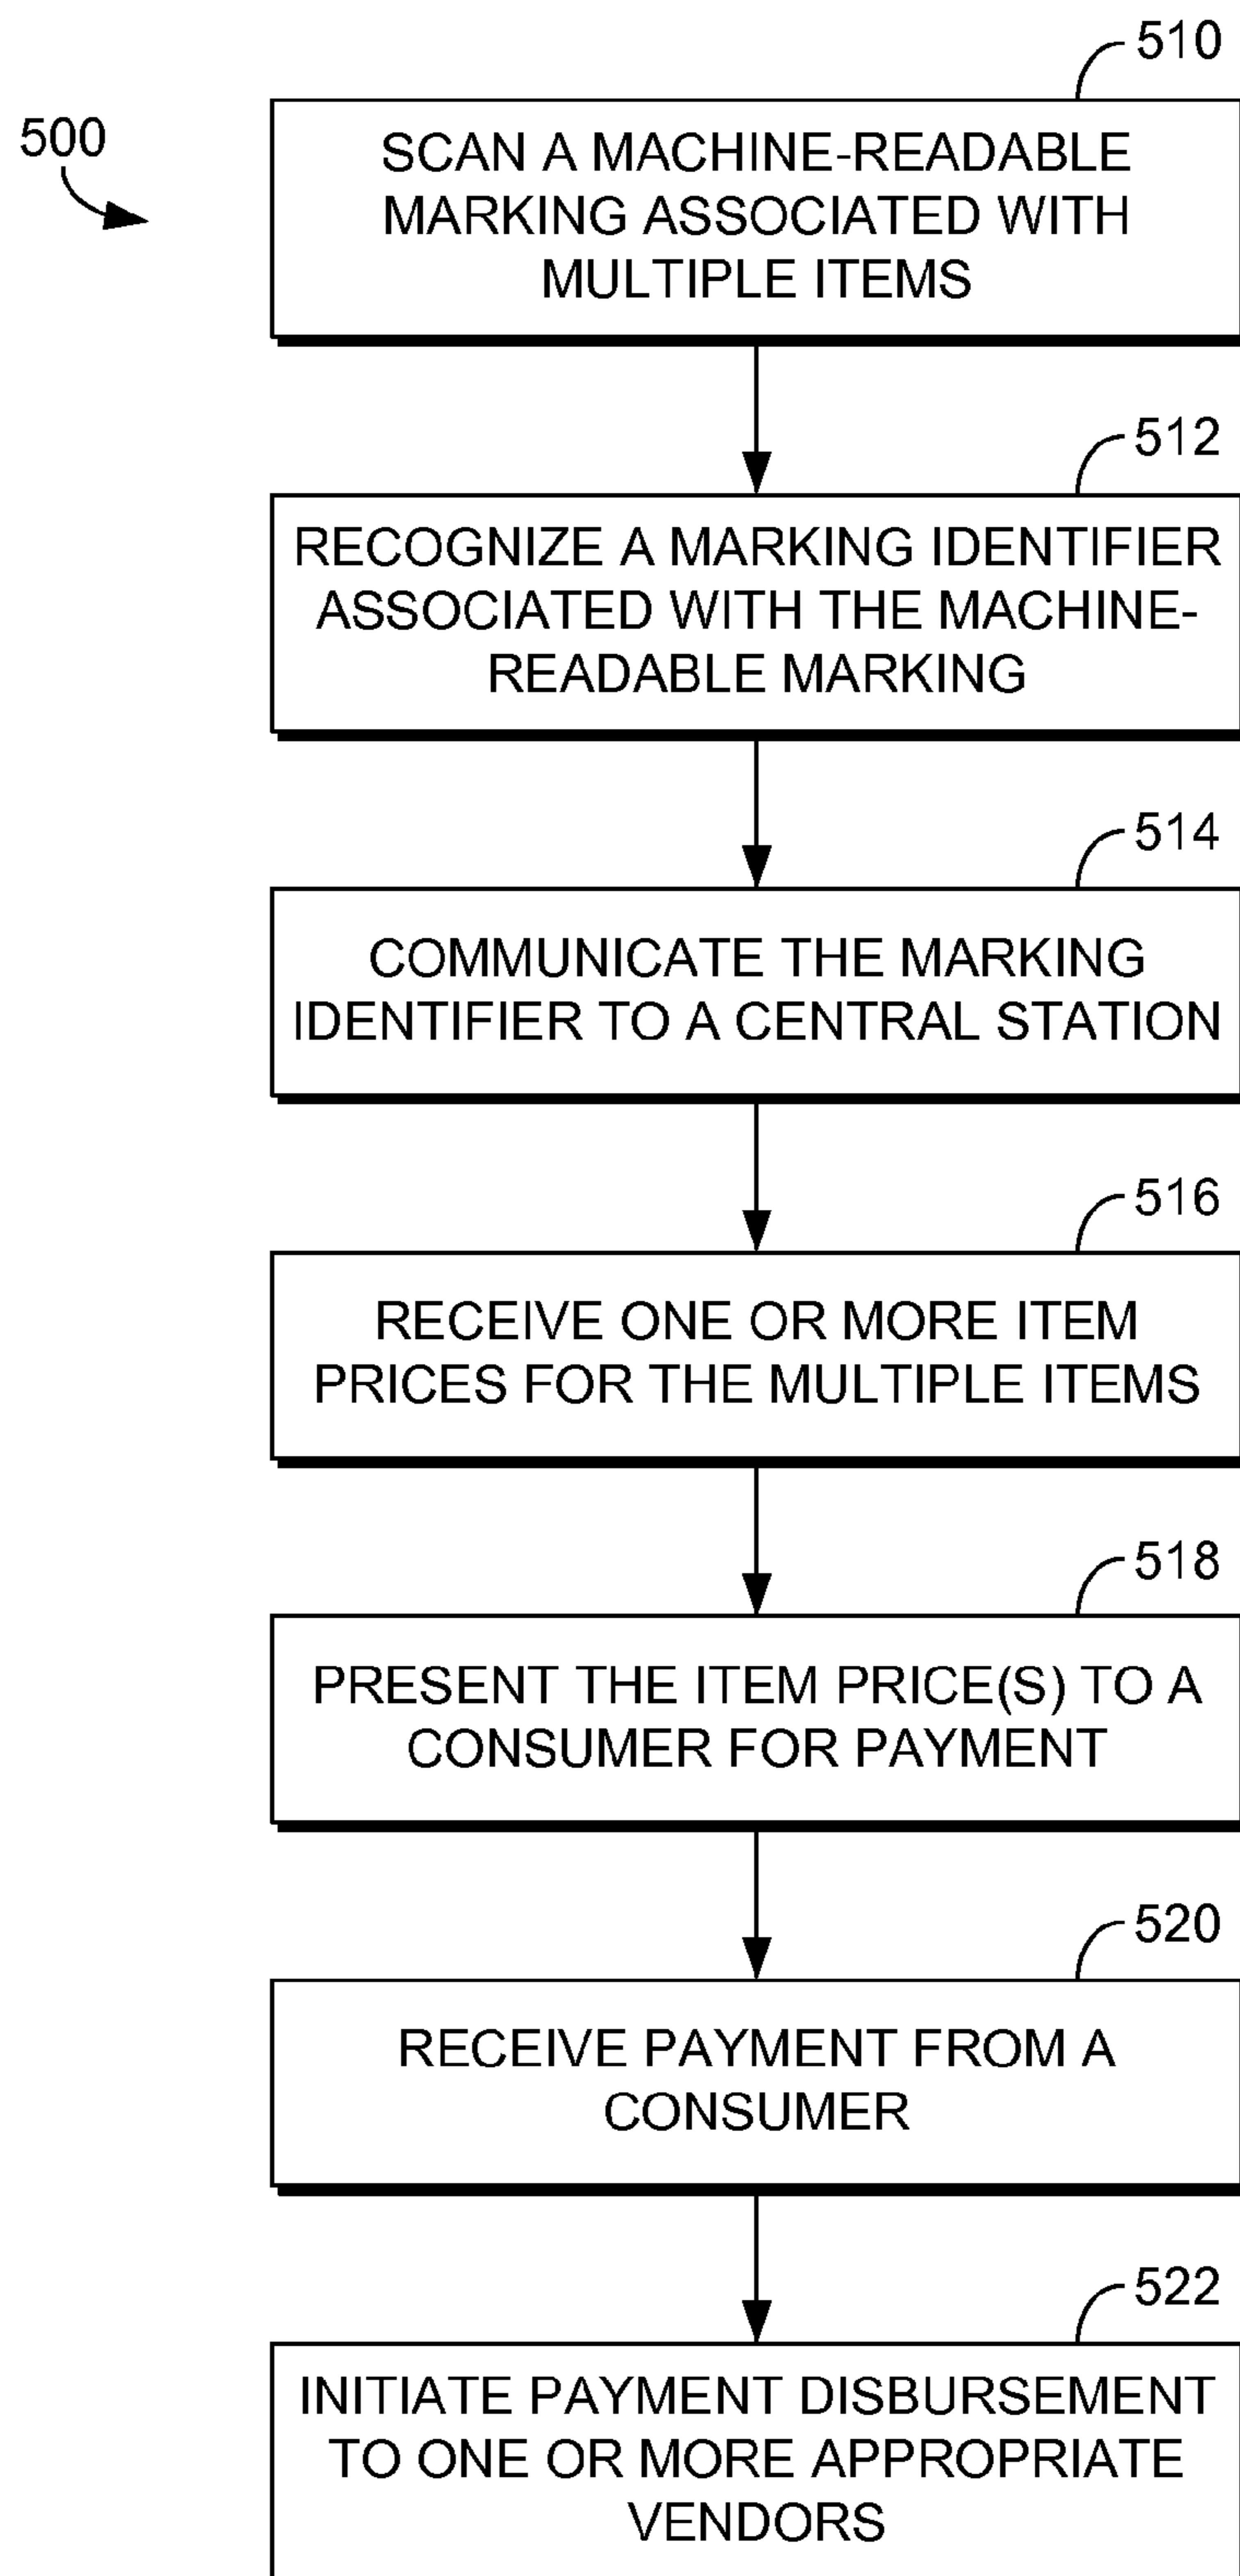 510
500
SCAN A MACHINE-READABLE
MARKING ASSOCIATED WITH
MULTIPLE ITEMS
512
RECOGNIZE A MARKING IDENTIFIER
ASSOCIATED WITH THE MACHINE-
READABLE MARKING
514
COMMUNICATE THE MARKING
IDENTIFIER TO A CENTRAL STATION
516
RECEIVE ONE OR MORE ITEM
PRICES FOR THE MULTIPLE ITEMS
518
PRESENT THE ITEM PRICE(S) TO A
CONSUMER FOR PAYMENT
520
RECEIVE PAYMENT FROM A
CONSUMER
522
INITIATE PAYMENT DISBURSEMENT
TO ONE OR MORE APPROPRIATE
VENDORS